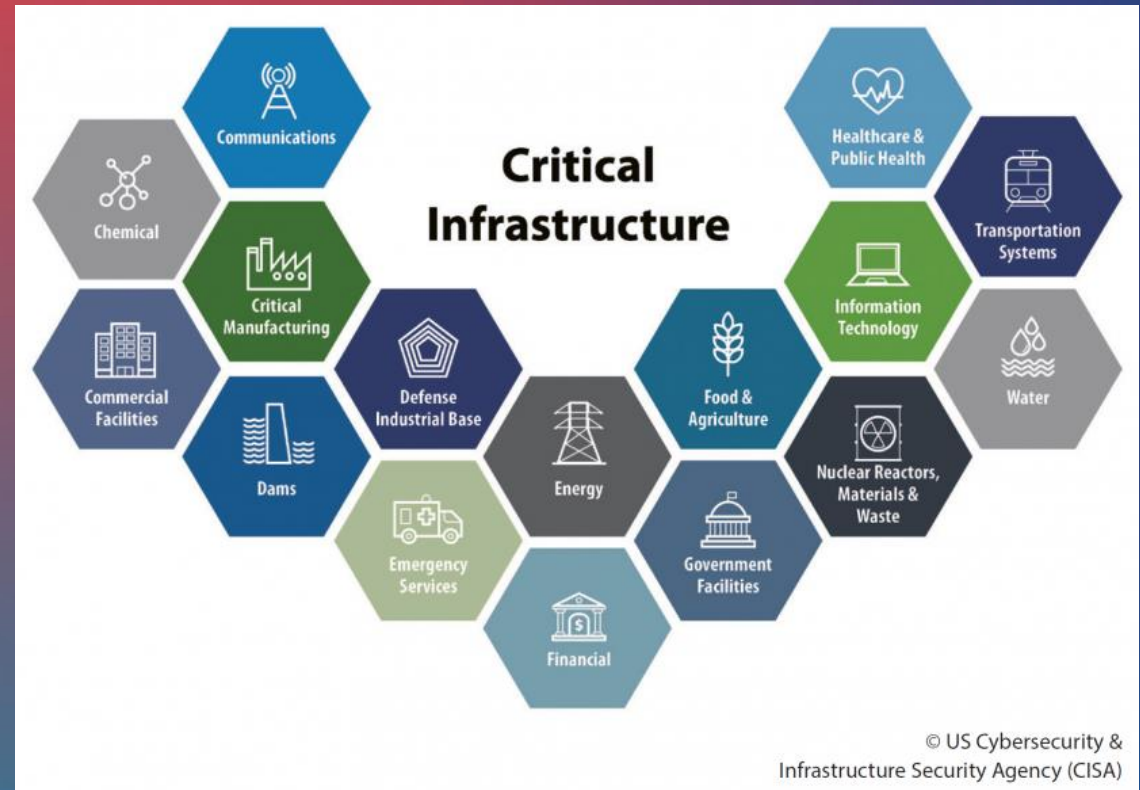 Critical
Infrastructure
Communications
Healthcare &
Public Health
Chemical
Transportation
Systems
Critical
Manufacturing
Information
Technology
Commercial
Facilities
Defense
Industrial Base
Food &
Agriculture
Water
Dams
Energy
Nuclear Reactors,
Materials &
Waste
Emergency
Services
Government
Facilities
$
Financial
© US Cybersecurity &
Infrastructure Security Agency (CISA)